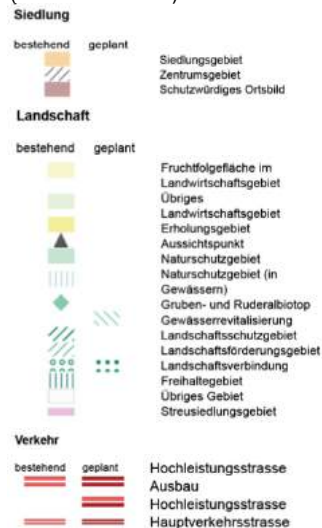 Siedlung
bestehend geplant
Siedlungsgebiet
Zentrumsgebiet
Schutzwürdiges Ortsbild
Landschaft
bestehend geplant
Fruchtfolgefläche im
Landwirtschaftsgebiet
Übriges
Landwirtschaftsgebiet
Erholungsgebiet
Aussichtspunkt
Naturschutzgebiet
Naturschutzgebiet (in
Gewässern)
Gruben- und Ruderalbiotop
Gewässerrevitalisierung
Landschaftsschutzgebiet
Landschaftsförderungsgebiet
Landschaftsverbindung
Freihaltegebiet
Übriges Gebiet
Streusiedlungsgebiet
Verkehr
bestehend geplant Hochleistungsstrasse
Ausbau
Hochleistungsstrasse
Hauptverkehrsstrasse